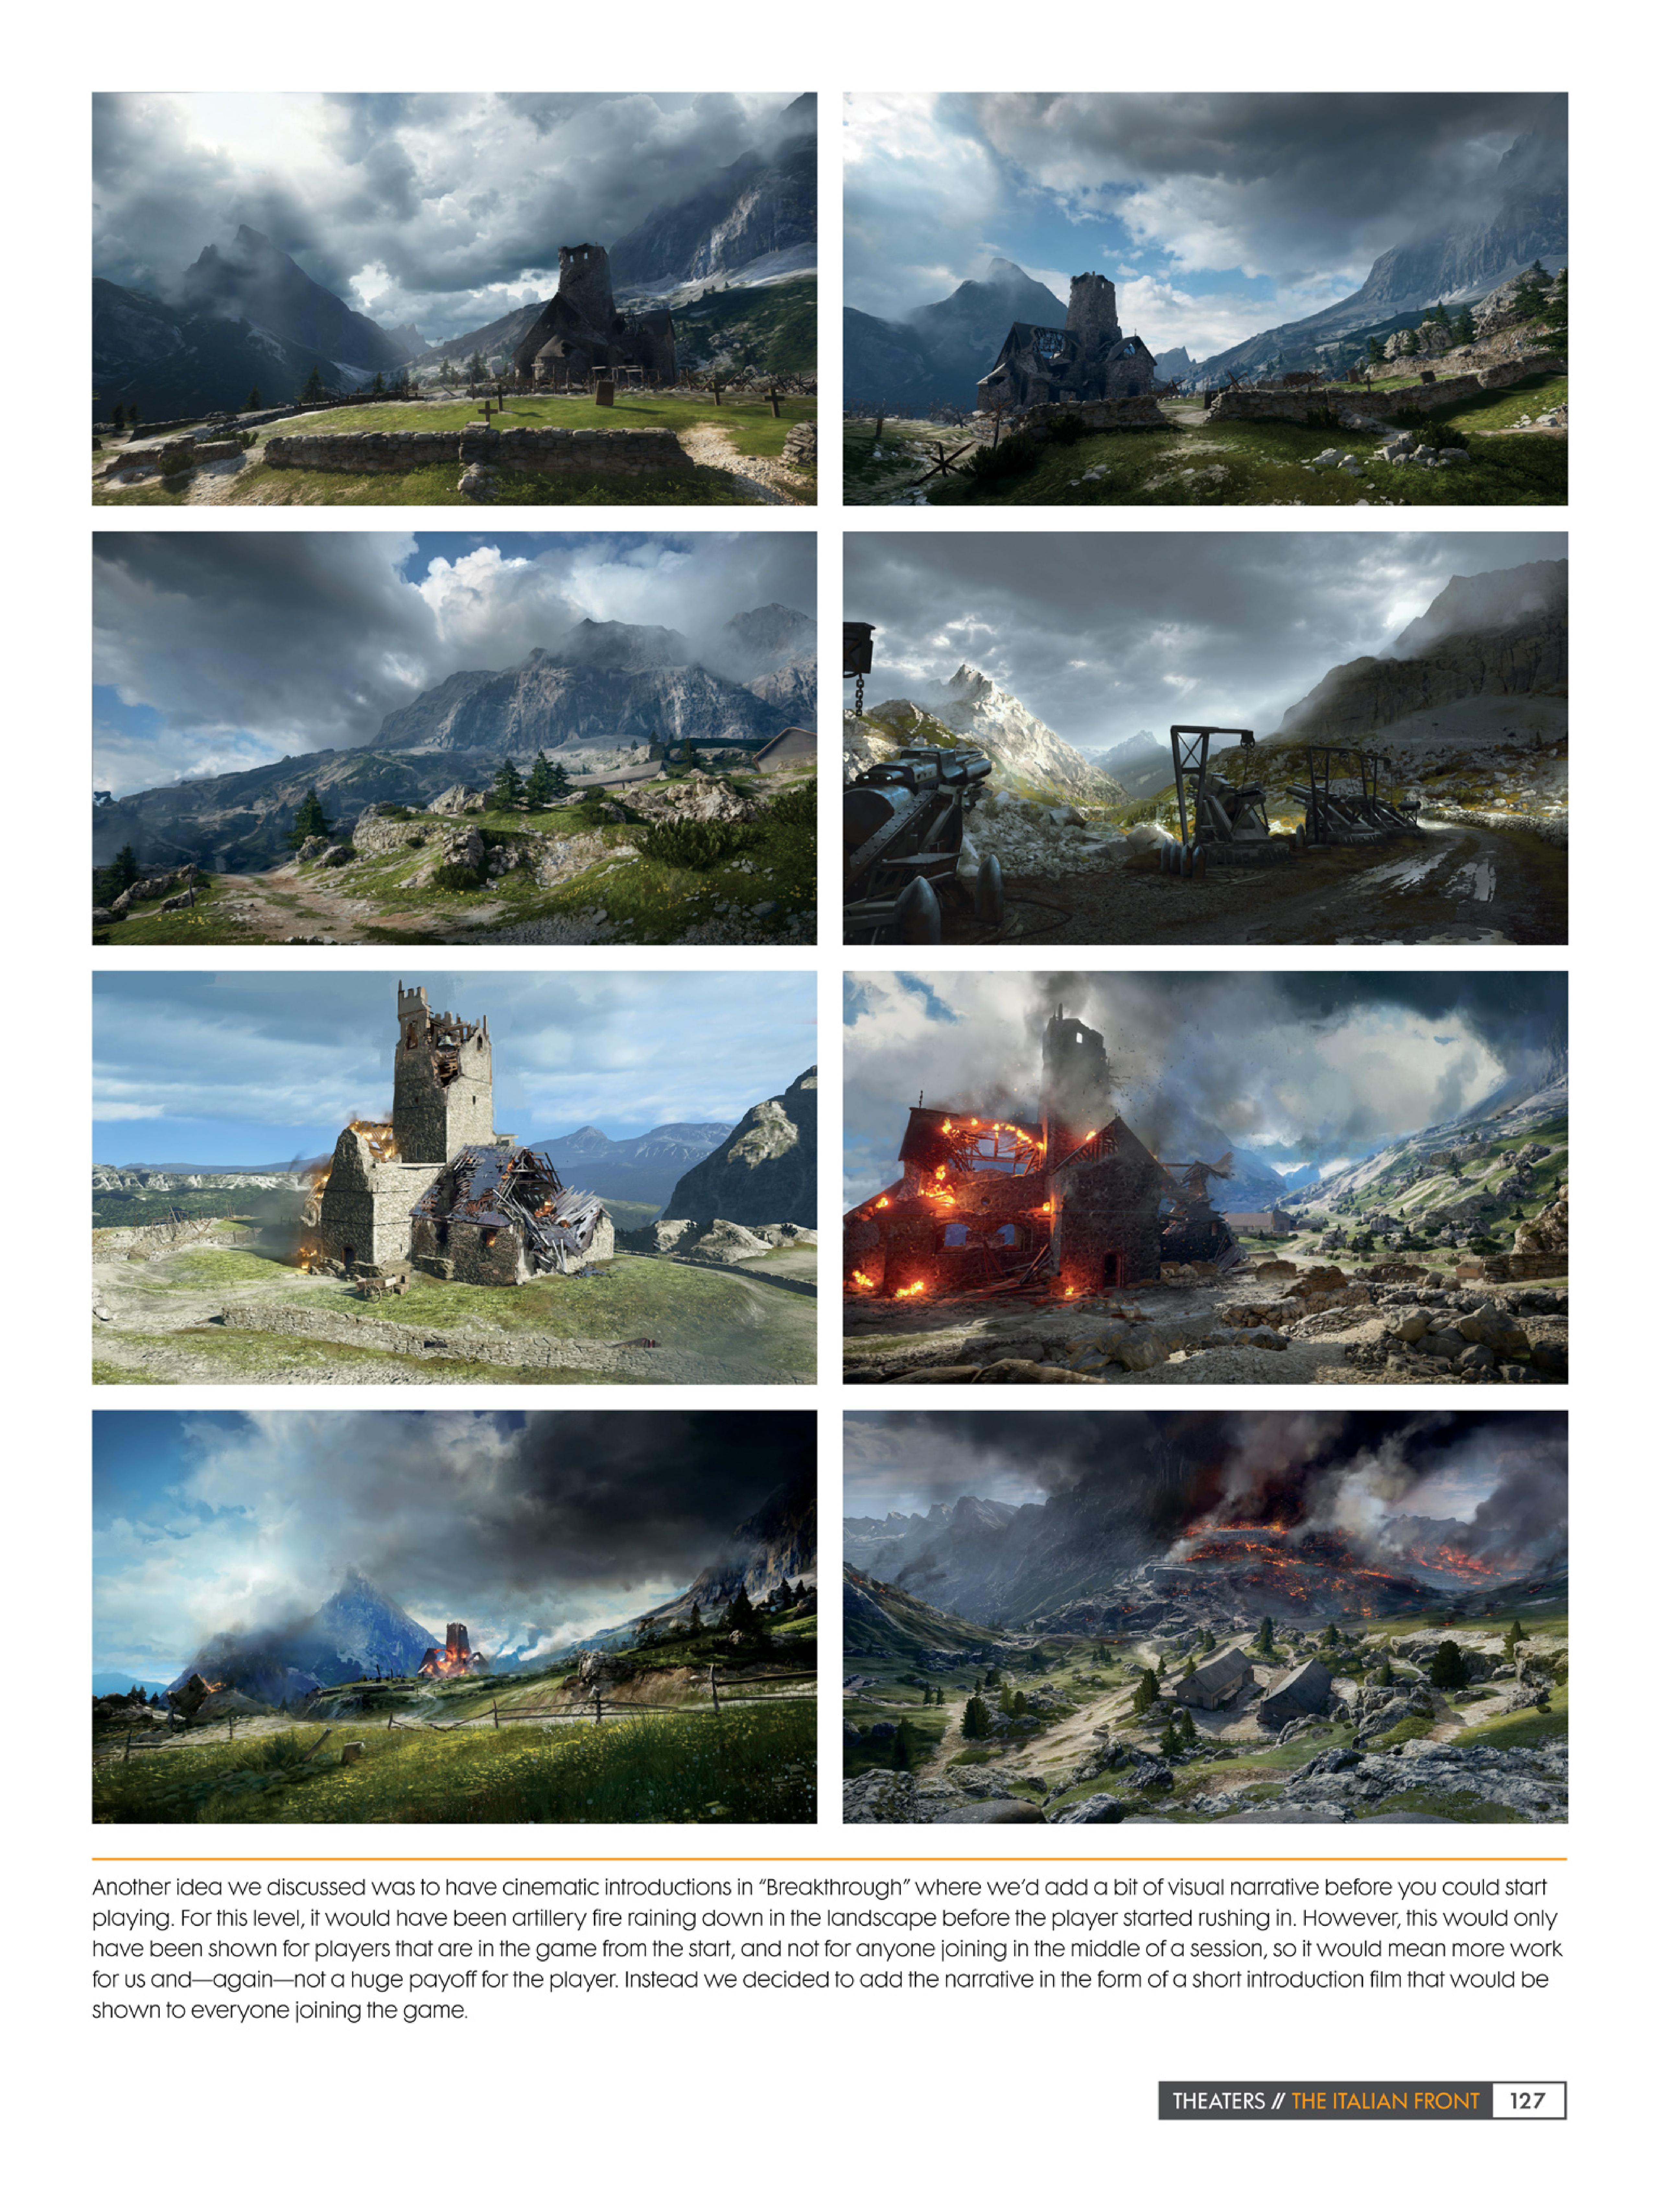 Another idea we discussed was to have cinematic introductions in “Breakthrough” where we’d add a bit of visual narrative before you could start
playing. For this level, it would have been artillery fire raining down in the landscape before the player started rushing in. However, this would only
have been shown for players that are in the game from the start, and not for anyone joining in the middle of a session, so it would mean more work
for us and—again—not a huge payoff for the player. Instead we decided to add the narrative in the form of a short introduction film that would be
shown to everyone joining the game.
THEATERS // THE ITALIAN FRONT 127